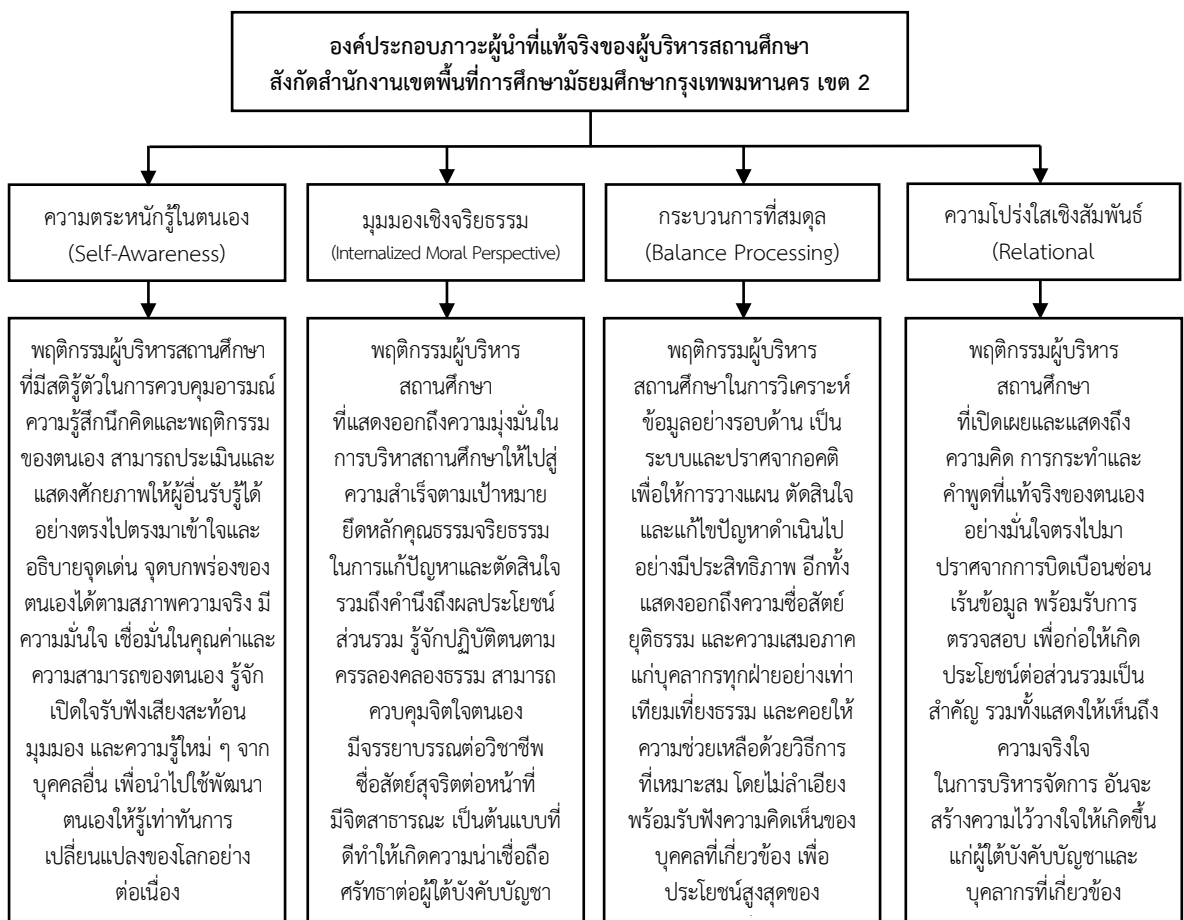 องค์ประกอบภาวะผู้นำที่แท้จริงของผู้บริหารสถานศึกษา
สังกัดสำนักงานเขตพื้นที่การศึกษามัธยมศึกษากรุงเทพมหานคร เขต 2
ความตระหนักรู้ในตนเอง
(Self-Awareness)
มุมมองเชิงจริยธรรม
(Internalized Moral Perspective)
กระบวนการที่สมดุล
(Balance Processing)
ความโปร่งใสเชิงสัมพันธ์
(Relational
พฤติกรรมผู้บริหารสถานศึกษา
ที่มีสติรู้ตัวในการควบคุมอารมณ์
ความรู้สึกนึกคิดและพฤติกรรม
ของตนเอง สามารถประเมินและ
แสดงศักยภาพให้ผู้อื่นรับรู้ได้
อย่างตรงไปตรงมาเข้าใจและ
อธิบายจุดเด่น จุดบกพร่องของ
ตนเองได้ตามสภาพความจริง มี
ความมั่นใจ เชื่อมั่นในคุณค่าและ
ความสามารถของตนเอง รู้จัก
เปิดใจรับฟังเสียงสะท้อน
มุมมอง และความรู้ใหม่ ๆ จาก
บุคคลอื่น เพื่อนำไปใช้พัฒนา
ตนเองให้รู้เท่าทันการ
เปลี่ยนแปลงของโลกอย่าง
ต่อเนื่อง
พฤติกรรมผู้บริหาร
สถานศึกษา
ที่แสดงออกถึงความมุ่งมั่นใน
การบริหาสถานศึกษาให้ไปสู่
ความสำเร็จตามเป้าหมาย
ยึดหลักคุณธรรมจริยธรรม
ในการแก้ปัญหาและตัดสินใจ
รวมถึงคำนึงถึงผลประโยชน์
ส่วนรวม รู้จักปฏิบัติตนตาม
ครรลองคลองธรรม สามารถ
ควบคุมจิตใจตนเอง
มีจรรยาบรรณต่อวิชาชีพ
ซื่อสัตย์สุจริตต่อหน้าที่
มีจิตสาธารณะ เป็นต้นแบบที่
ดีทำให้เกิดความน่าเชื่อถือ
ศรัทธาต่อผู้ใต้บังคับบัญชา
พฤติกรรมผู้บริหาร
สถานศึกษาในการวิเคราะห์
ข้อมูลอย่างรอบด้าน เป็น
ระบบและปราศจากอคติ
เพื่อให้การวางแผน ตัดสินใจ
และแก้ไขปัญหาดำเนินไป
อย่างมีประสิทธิภาพ อีกทั้ง
แสดงออกถึงความซื่อสัตย์
ยุติธรรม และความเสมอภาค
แก่บุคลากรทุกฝ่ายอย่างเท่า
เทียมเที่ยงธรรม และคอยให้
ความช่วยเหลือด้วยวิธีการ
ที่เหมาะสม โดยไม่ลำเอียง
พร้อมรับฟังความคิดเห็นของ
บุคคลที่เกี่ยวข้อง เพื่อ
ประโยชน์สูงสุดของ
พฤติกรรมผู้บริหาร
สถานศึกษา
ที่เปิดเผยและแสดงถึง
ความคิด การกระทำและ
คำพูดที่แท้จริงของตนเอง
อย่างมั่นใจตรงไปมา
ปราศจากการบิดเบือนซ่อน
เร้นข้อมูล พร้อมรับการ
ตรวจสอบ เพื่อก่อให้เกิด
ประโยชน์ต่อส่วนรวมเป็น
สำคัญ รวมทั้งแสดงให้เห็นถึง
ความจริงใจ
ในการบริหารจัดการ อันจะ
สร้างความไว้วางใจให้เกิดขึ้น
แก่ผู้ใต้บังคับบัญชาและ
บุคลากรที่เกี่ยวข้อง